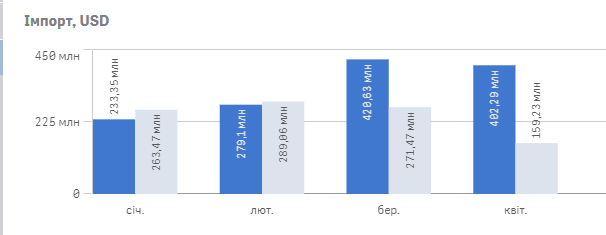 Імпорт, USD
450 млн
225 млн
0
233,35 млн
263,47 млн
279,1 млн
289,06 млн
420,63 млн
271,47 млн
402,29 млн
159,23 млн
січ.
лют.
бер.
квіт.